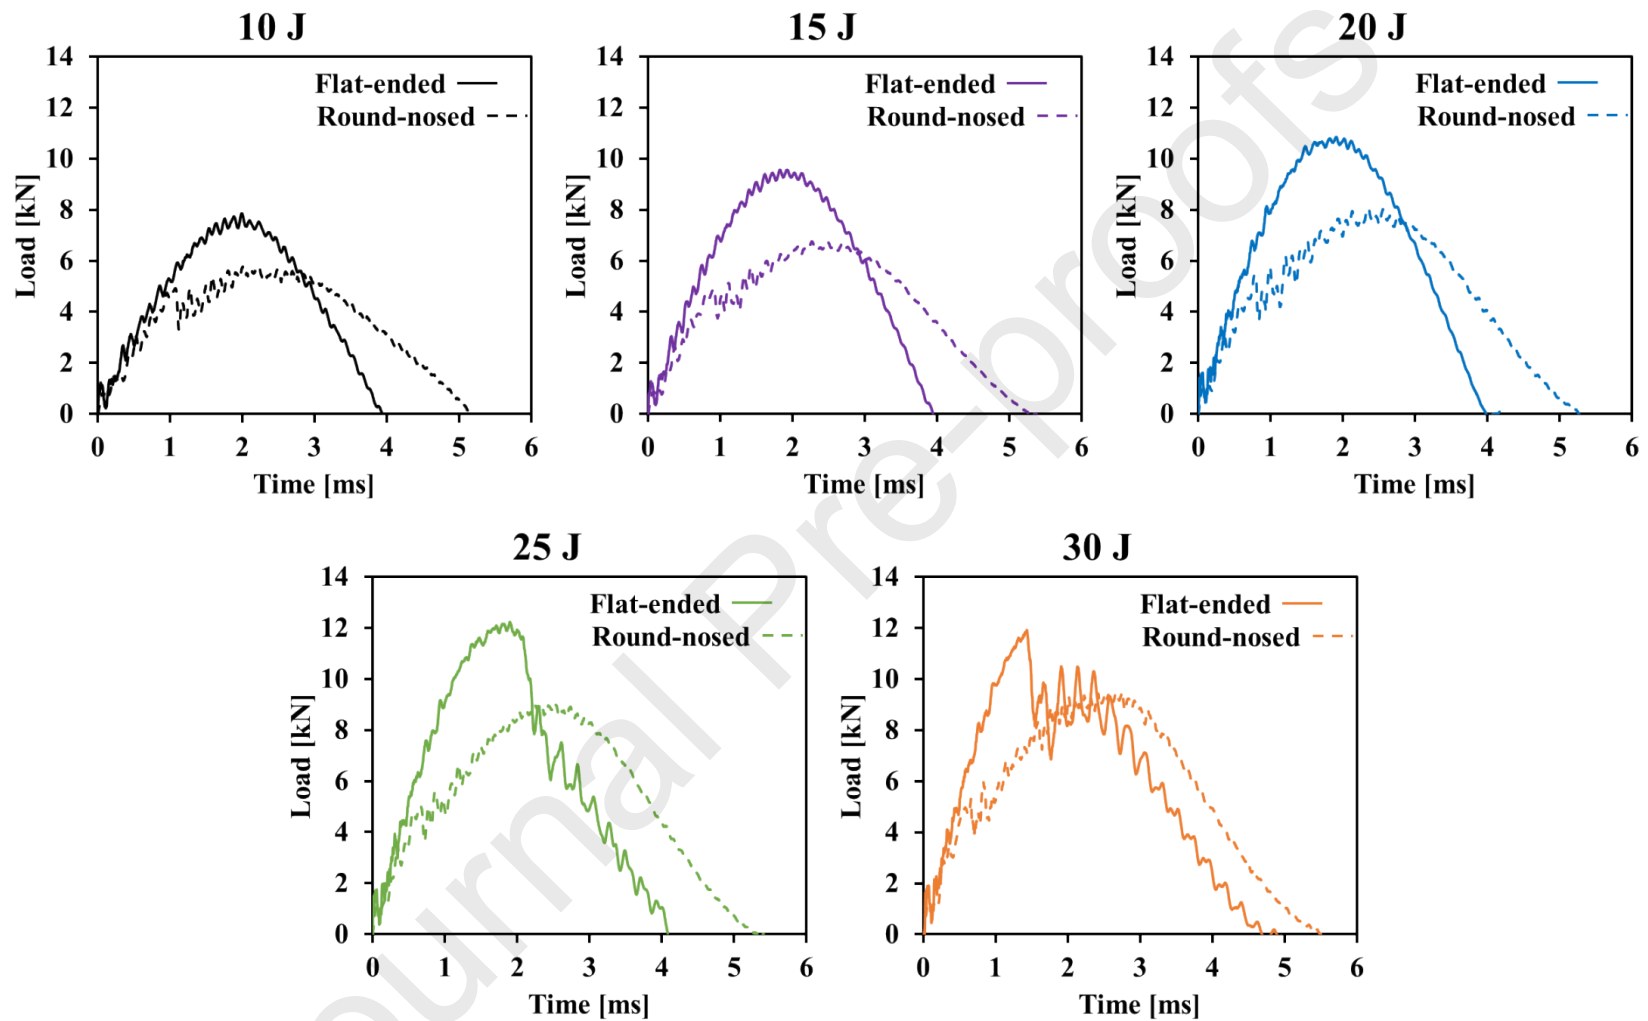 10 J
14
12
10
8
6
4
2
0
Load [kN]
Flat-ended
Round-nosed
0 1 2 3 4 5 6
Time [ms]
15 J
14
12
10
8
6
4
2
0
Load [kN]
Flat-ended
Round-nosed
0 1 2 3 4 5 6
Time [ms]
20 J
14
12
10
8
6
4
2
0
Load [kN]
Flat-ended
Round-nosed
0 1 2 3 4 5 6
Time [ms]
25 J
14
12
10
8
6
4
2
0
Load [kN]
Flat-ended
Round-nosed
0 1 2 3 4 5 6
Time [ms]
30 J
14
12
10
8
6
4
2
0
Load [kN]
Flat-ended
Round-nosed
0 1 2 3 4 5 6
Time [ms]
ournal Pre-proofs